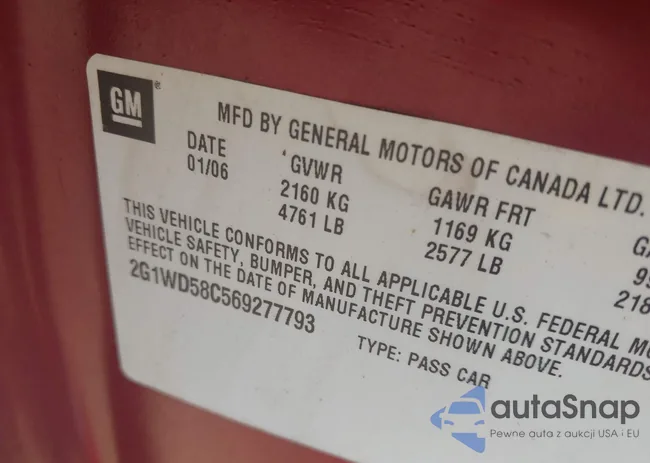 GM
MFD BY GENERAL MOTORS OF CANADA LTD.
DATE GVWR GAWR FRT
01/06 2160 KG 1169 KG
4761 LB 2577 LB 218
THIS VEHICLE CONFORMS TO ALL APPLICABLE U.S. FEDERAL
VEHICLE SAFETY, BUMPER, AND THEFT PREVENTION STANDARDS
EFFECT ON THE DATE OF MANUFACTURE SHOWN ABOVE.
2G1WD58C569277793 TYPE: PASS CAR
autaSnap
Pewne auta z aukcji USA i EU